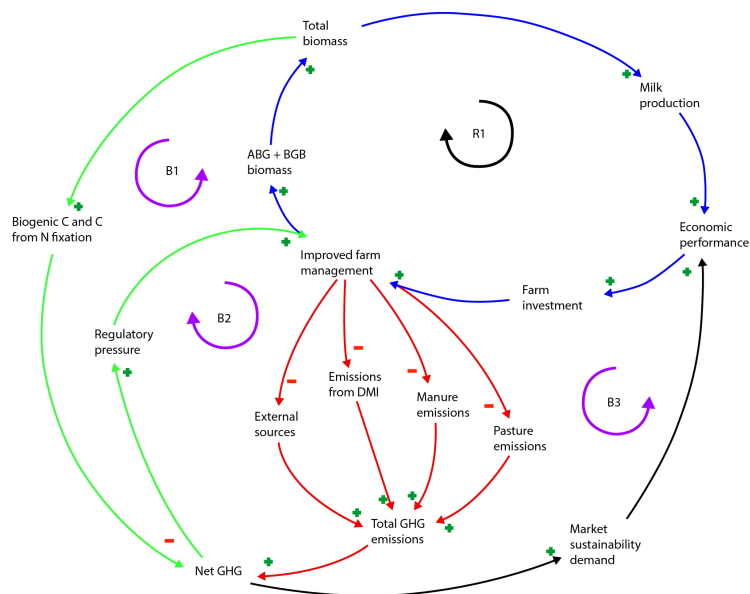 Total
biomass
Milk
production
R1
ABG + BGB
biomass
B1
Biogenic C and C
from N fixation
Economic
performance
Improved farm
management
Farm
investment
B2
Regulatory
pressure
Emissions
from DMI
Manure
emissions
B3
External
sources
Pasture
emissions
Total GHG
emissions
Market
sustainability
demand
Net GHG